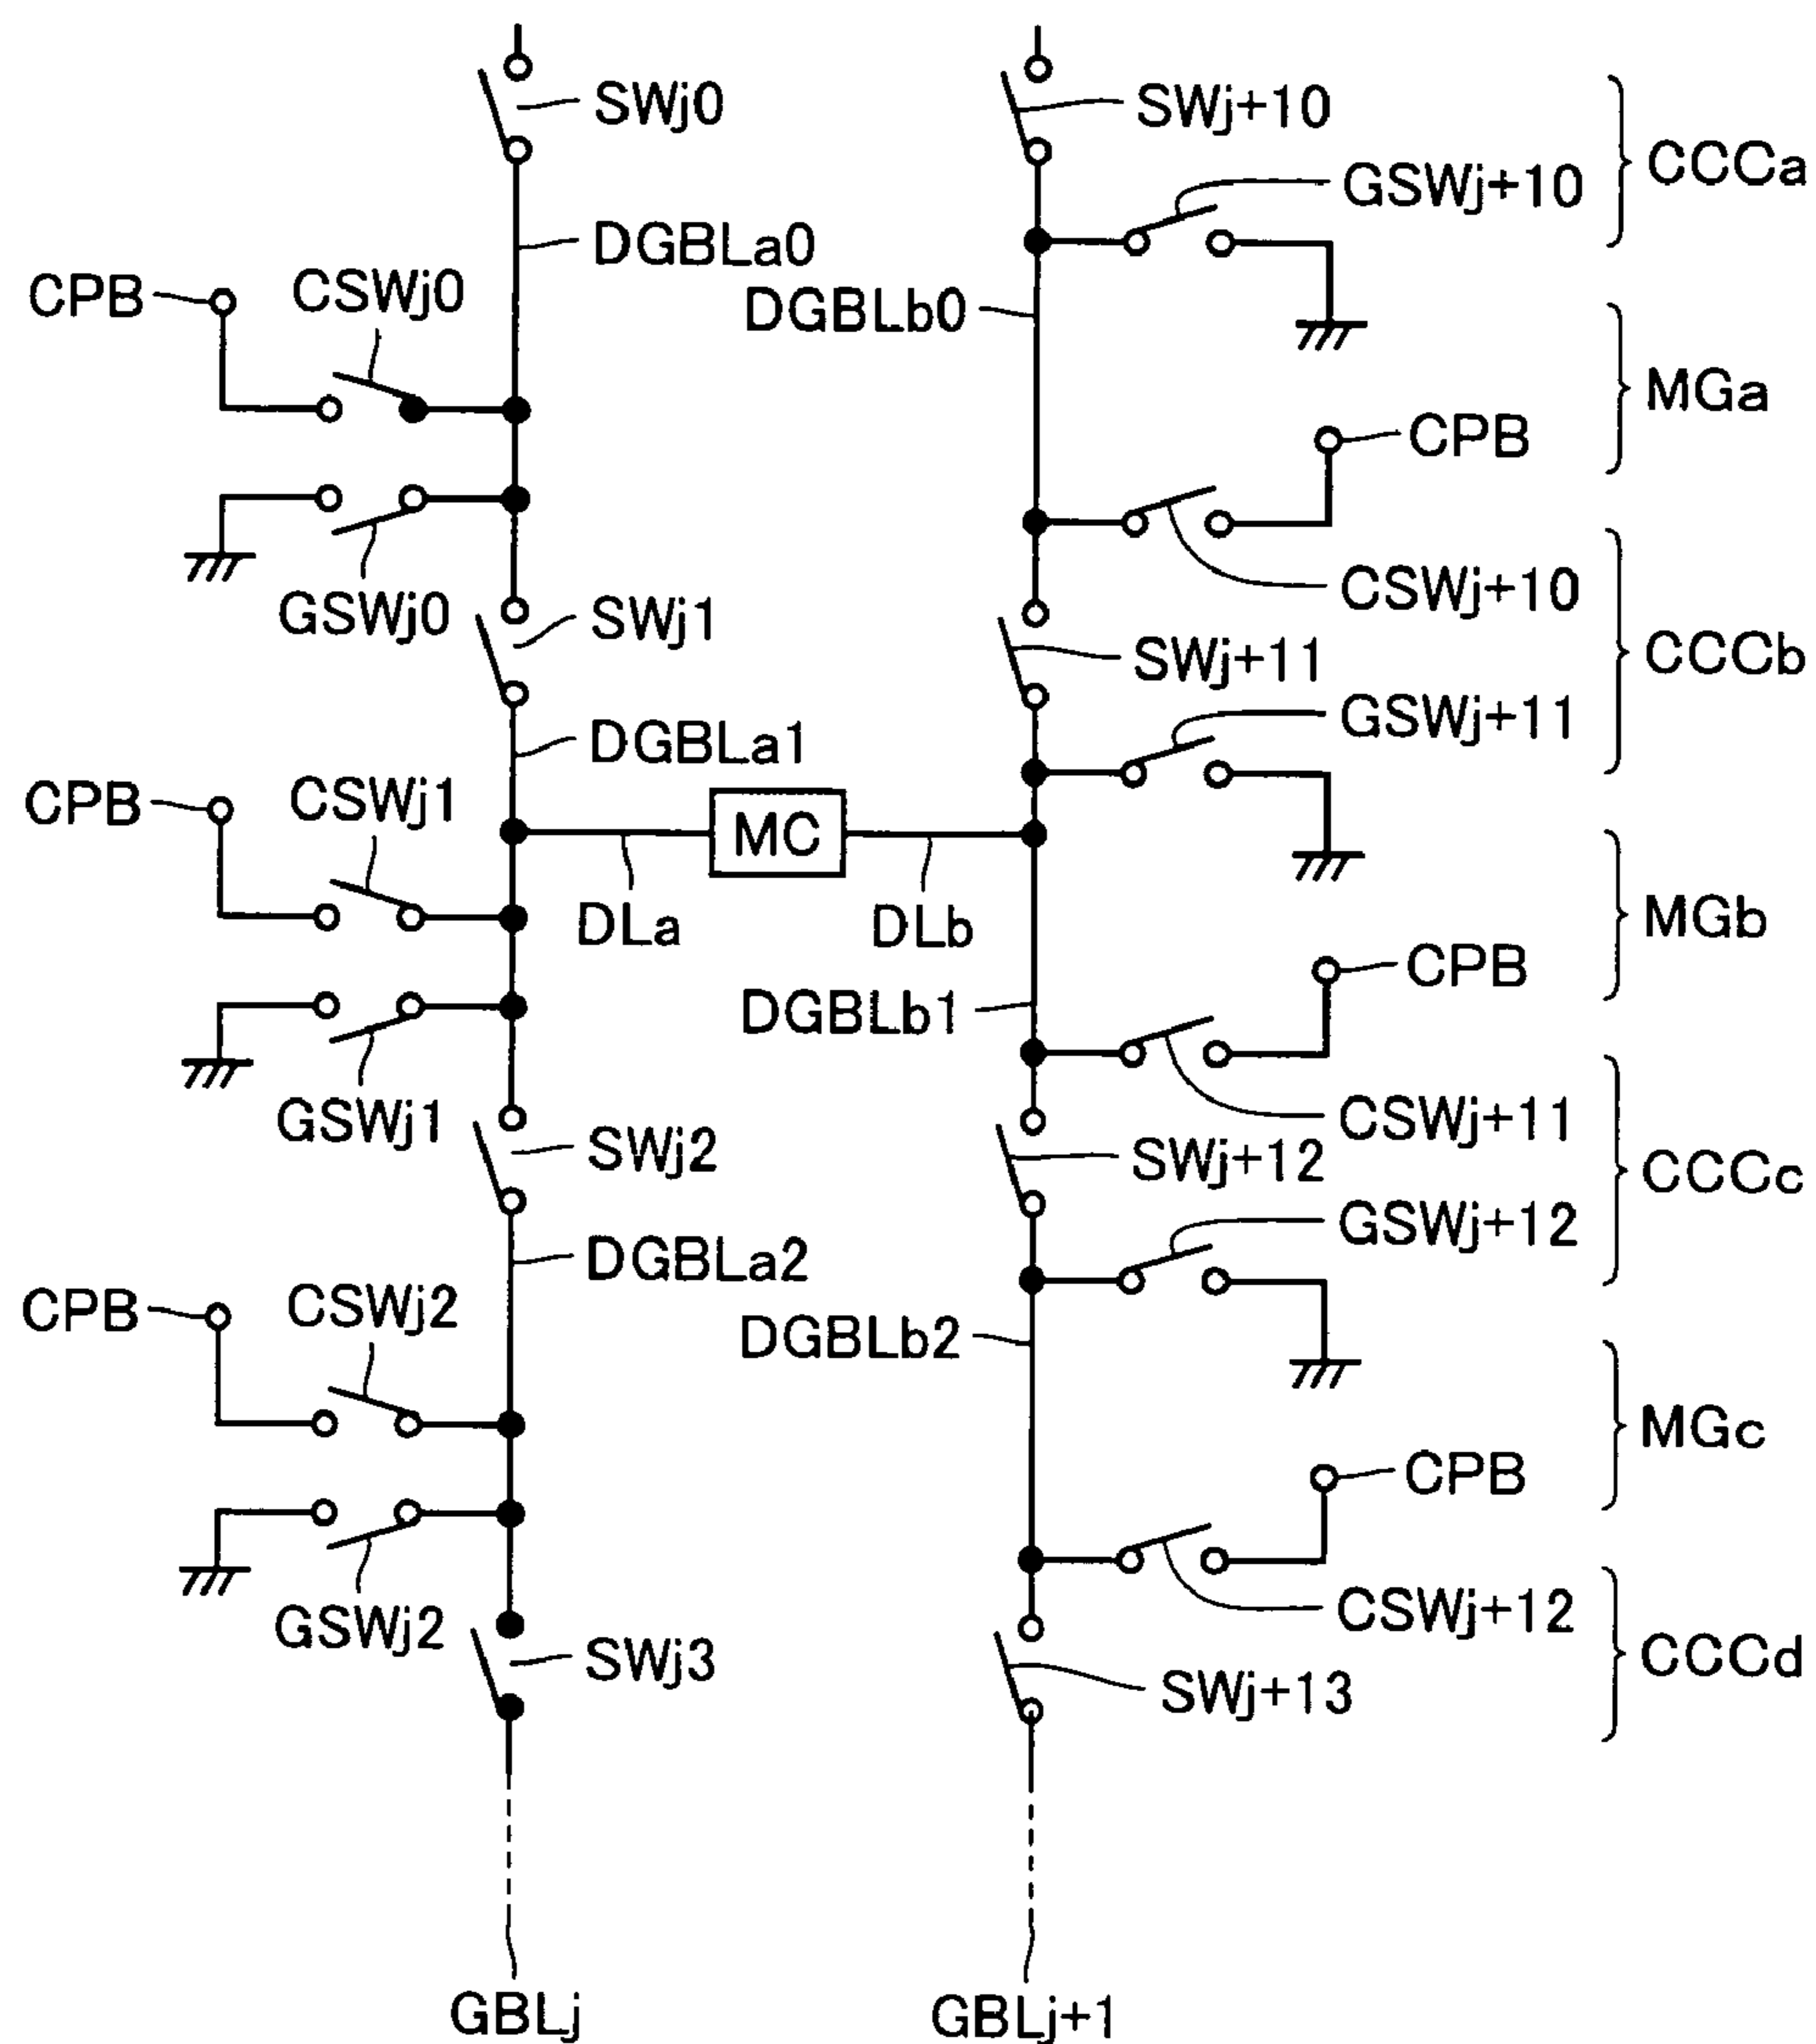 SWj0
SWj+10
CCCa
GSWj+10
DGBLa0
CPB
CSWj0
DGBLb0
MGa
CPB
GSWj0
SWj1
CSWj+10
SWj+11
CCCb
GSWj+11
DGBLa1
CPB
CSWj1
MC
DLa
DLb
MGb
CPB
DGBLb1
GSWj1
SWj2
CSWj+11
SWj+12
CCCc
GSWj+12
DGBLa2
CPB
CSWj2
DGBLb2
MGc
CPB
GSWj2
SWj3
CSWj+12
CCCd
SWj+13
GBLj
GBLj+1